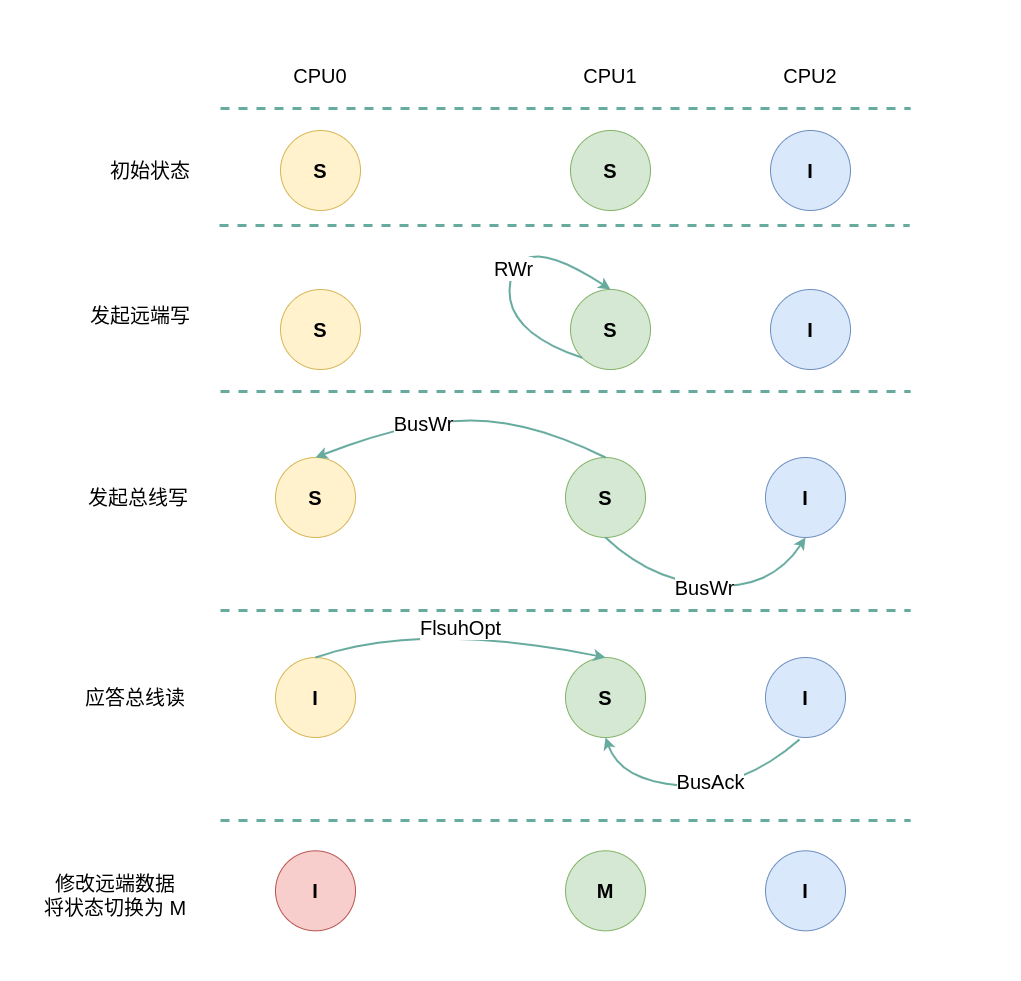 CPU0 CPU1 CPU2
初始状态 S S I
RWr
发起远端写 S S I
BusWr
发起总线写 S S I
BusWr
FlsuhOpt
应答总线读 I S I
BusAck
修改远端数据
将状态切换为 M
I M I